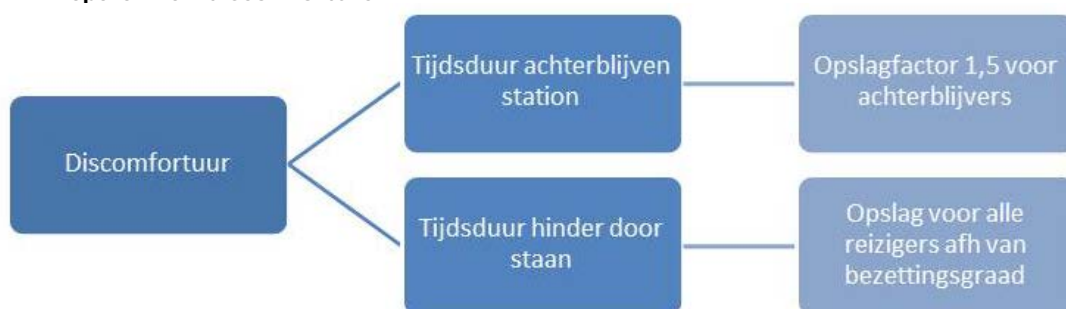 Discomfortuur
Tijdsduur achterblijven
station
Opslagfactor 1,5 voor
achterblijvers
Tijdsduur hinder door
staan
Opslag voor alle
reizigers afh van
bezettingsgraad